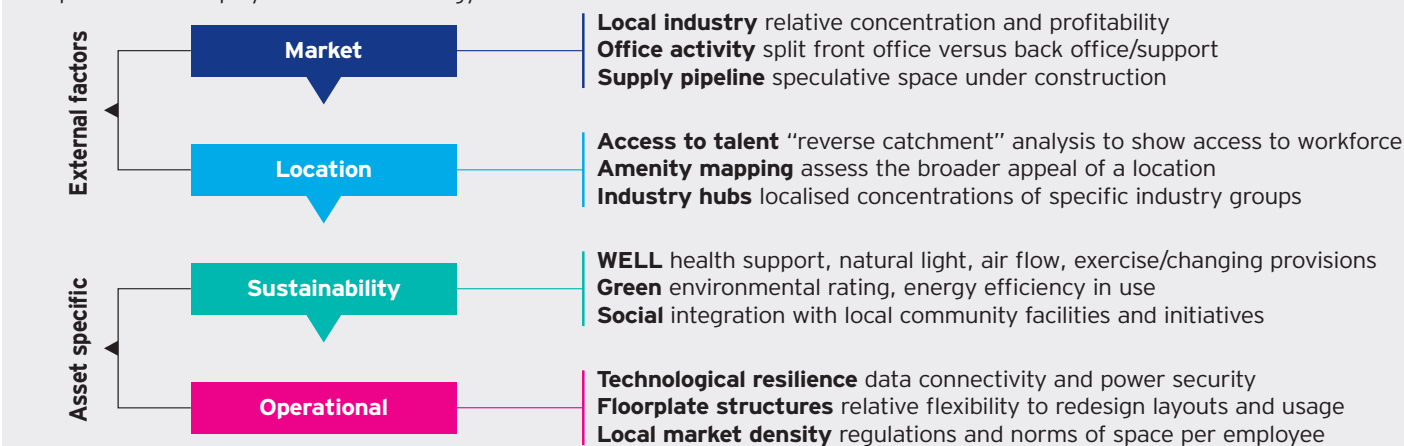 External factors
Market
Local industry relative concentration and profitability
Office activity split front office versus back office/support
Supply pipeline speculative space under construction
Location
Access to talent “reverse catchment” analysis to show access to workforce
Amenity mapping assess the broader appeal of a location
Industry hubs localised concentrations of specific industry groups
Asset specific
Sustainability
WELL health support, natural light, air flow, exercise/changing provisions
Green environmental rating, energy efficiency in use
Social integration with local community facilities and initiatives
Operational
Technological resilience data connectivity and power security
Floorplate structures relative flexibility to redesign layouts and usage
Local market density regulations and norms of space per employee